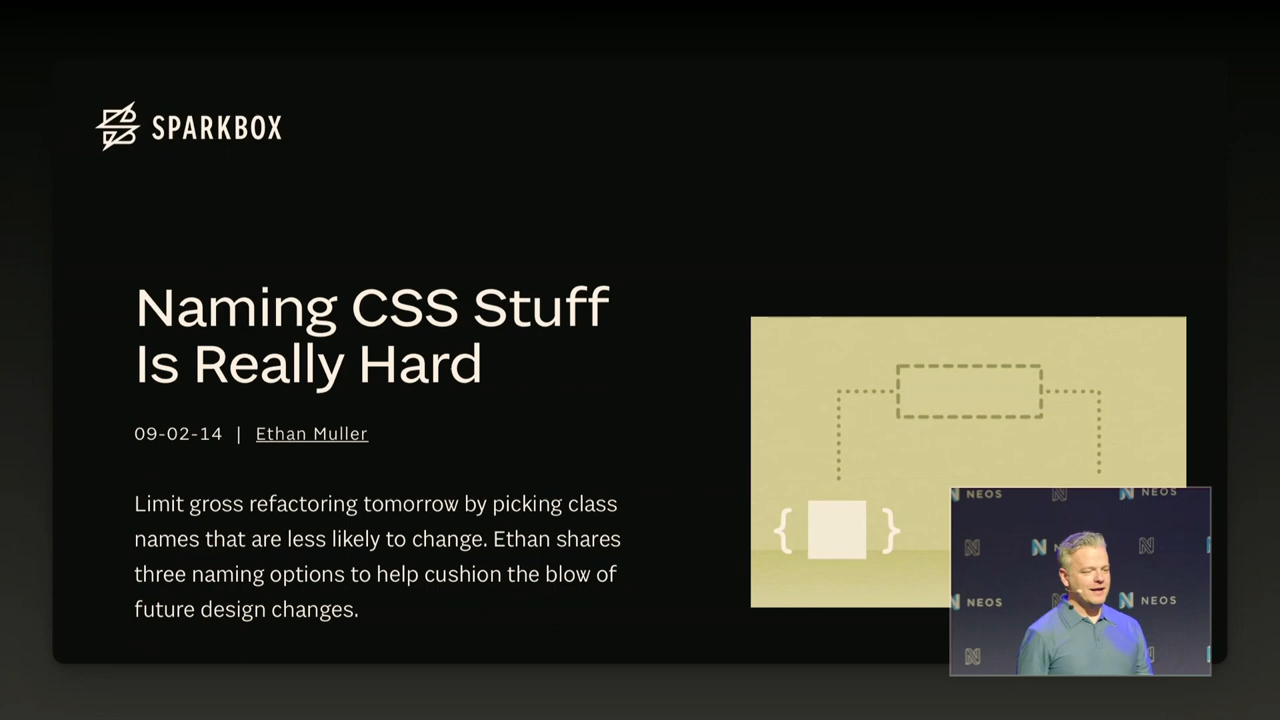 SPARKBOX
Naming CSS Stuff
Is Really Hard
09-02-14 | Ethan Muller
Limit gross refactoring tomorrow by picking class
names that are less likely to change. Ethan shares
three naming options to help cushion the blow of
future design changes.
{ }
NEOS
NEOS
NEOS
NEOS